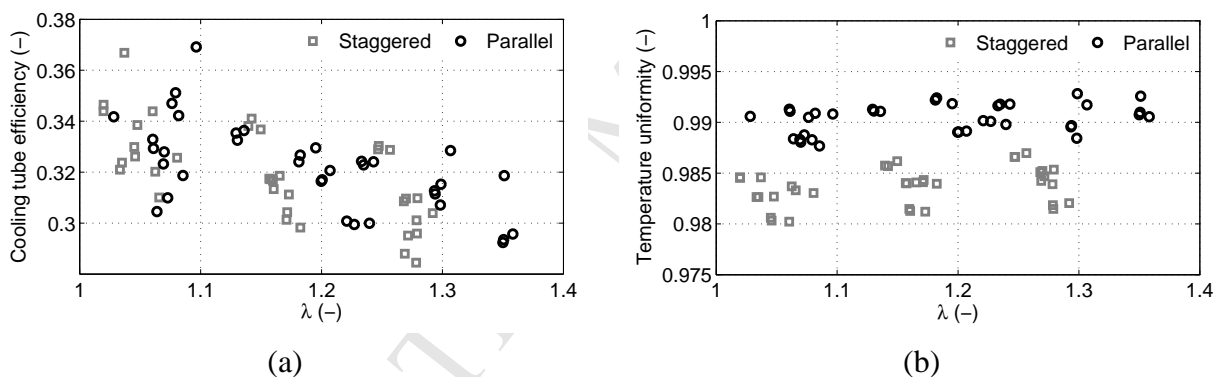 0.38
0.36
0.34
0.32
0.3
1
1.1
1.2
1.3
1.4
Cooling tube efficiency (−)
λ (−)
Staggered
Parallel
(a)
1
0.995
0.99
0.985
0.98
0.975
1
1.1
1.2
1.3
1.4
Temperature uniformity (−)
λ (−)
Staggered
Parallel
(b)